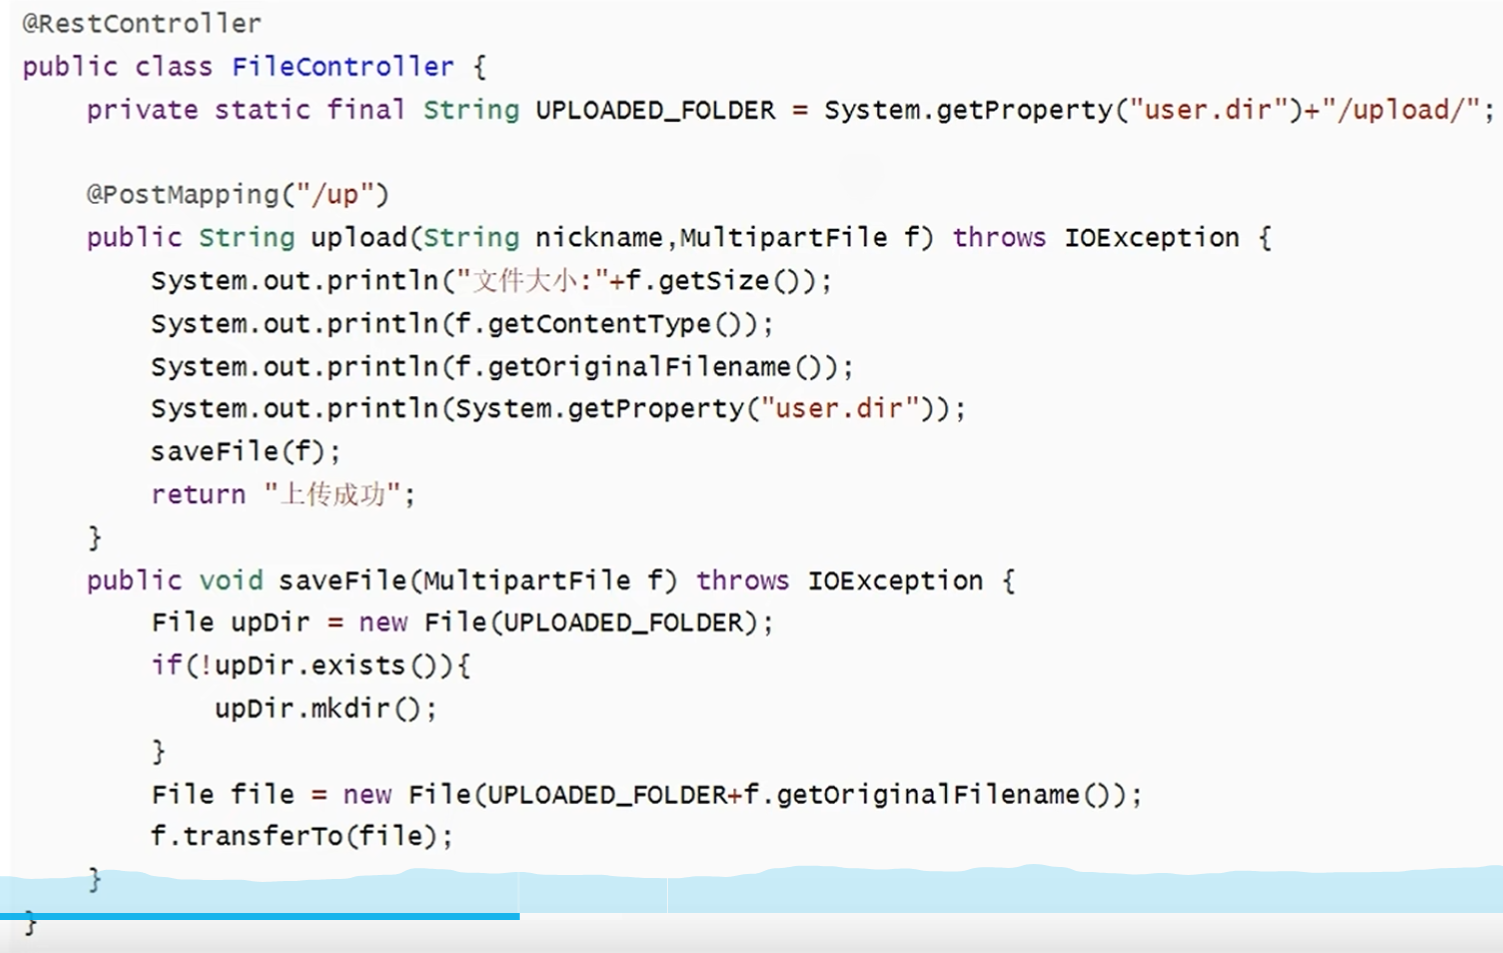 @RestController
public class FileController {
    private static final String UPLOADED_FOLDER = System.getProperty("user.dir")+"/upload/";
    @PostMapping("/up")
    public String upload(String nickname,MultipartFile f) throws IOException {
        System.out.println("文件大小:"+f.getSize());
        System.out.println(f.getContentType());
        System.out.println(f.getOriginalFilename());
        System.out.println(System.getProperty("user.dir"));
        saveFile(f);
        return "上传成功";
    }
    public void saveFile(MultipartFile f) throws IOException {
        File upDir = new File(UPLOADED_FOLDER);
        if(!upDir.exists()){
            upDir.mkdir();
        }
        File file = new File(UPLOADED_FOLDER+f.getOriginalFilename());
        f.transferTo(file);
    }
}